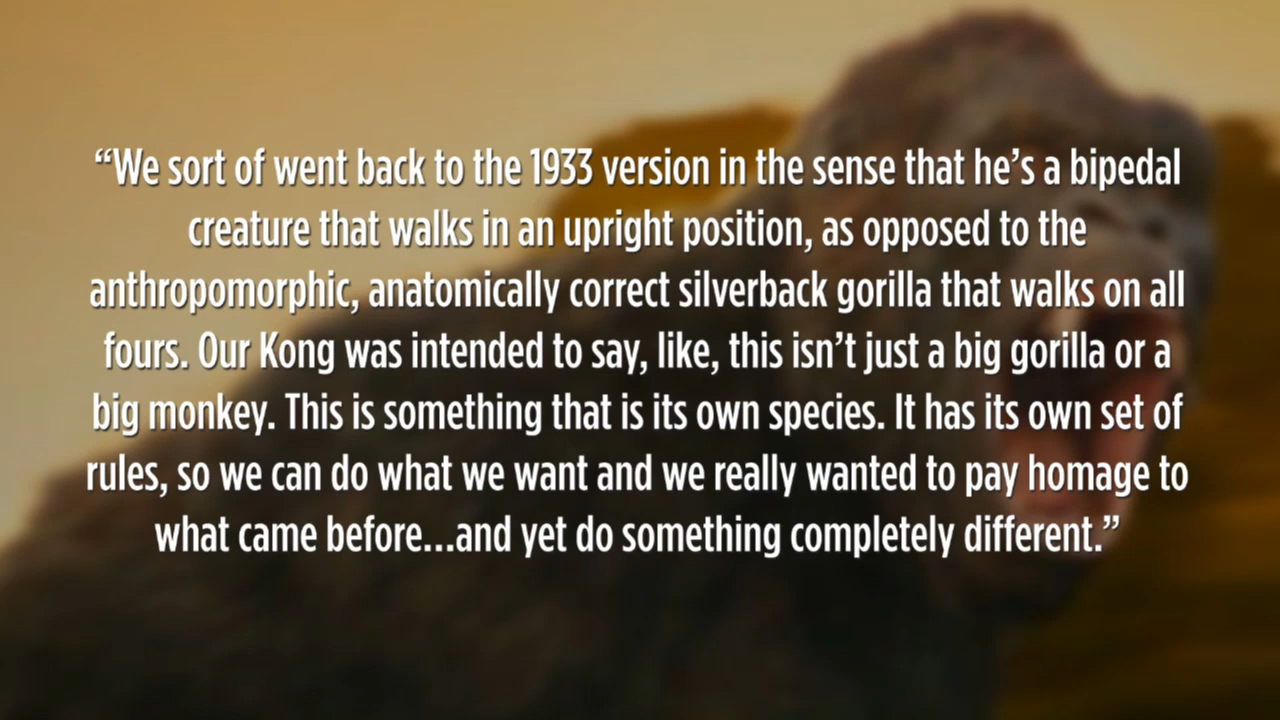 “We sort of went back to the 1933 version in the sense that he’s a bipedal
creature that walks in an upright position, as opposed to the
anthropomorphic, anatomically correct silverback gorilla that walks on all
fours. Our Kong was intended to say, like, this isn’t just a big gorilla or a
big monkey. This is something that is its own species. It has its own set of
rules, so we can do what we want and we really wanted to pay homage to
what came before...and yet do something completely different.”